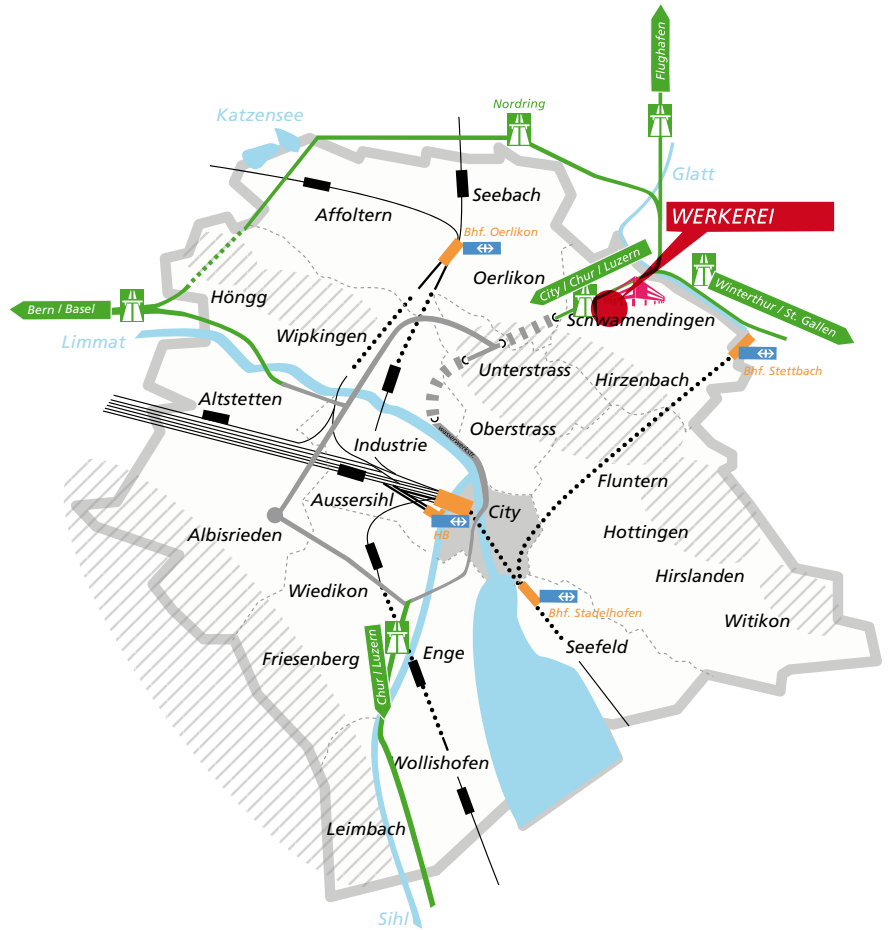 Flughafen
Nordring
Katzensee
Glatt
Seebach
Affoltern
WERKEREI
Bhf. Oerlikon
Oerlikon
City / Chur / Luzern
Höngg
Winterthur / St. Gallen
Bern / Basel
Schwamendingen
Wipkingen
Limmat
Unterstrass
Bhf. Stettbach
Hirzenbach
Altstetten
Oberstrass
Industrie
Wasserwerkstr.
Fluntern
Aussersihl
City
Albisrieden
HB
Hottingen
Hirslanden
Wiedikon
Bhf. Stadelhofen
Witikon
Seefeld
Enge
Friesenberg
Chur / Luzern
Wollishofen
Leimbach
Sihl